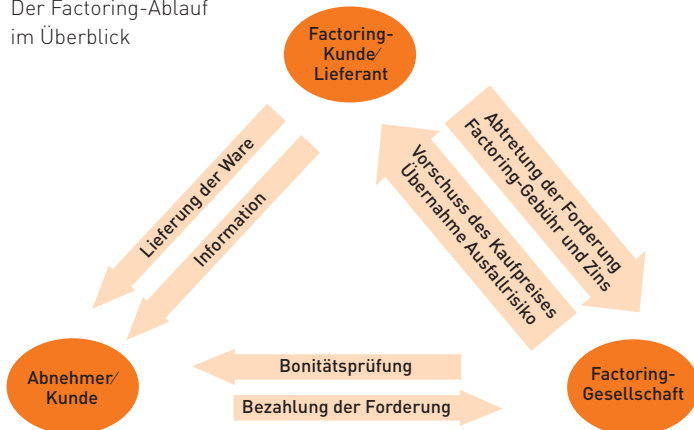 Der Factoring-Ablauf
im Überblick
Factoring-
Kunde/
Lieferant
Lieferung der Ware
Information
Vorschuss des Kaufpreises
Übernahme Ausfallrisiko
Abtretung der Forderung
Factoring-Gebühr und Zins
Abnehmer/
Kunde
Bonitätsprüfung
Bezahlung der Forderung
Factoring-
Gesellschaft